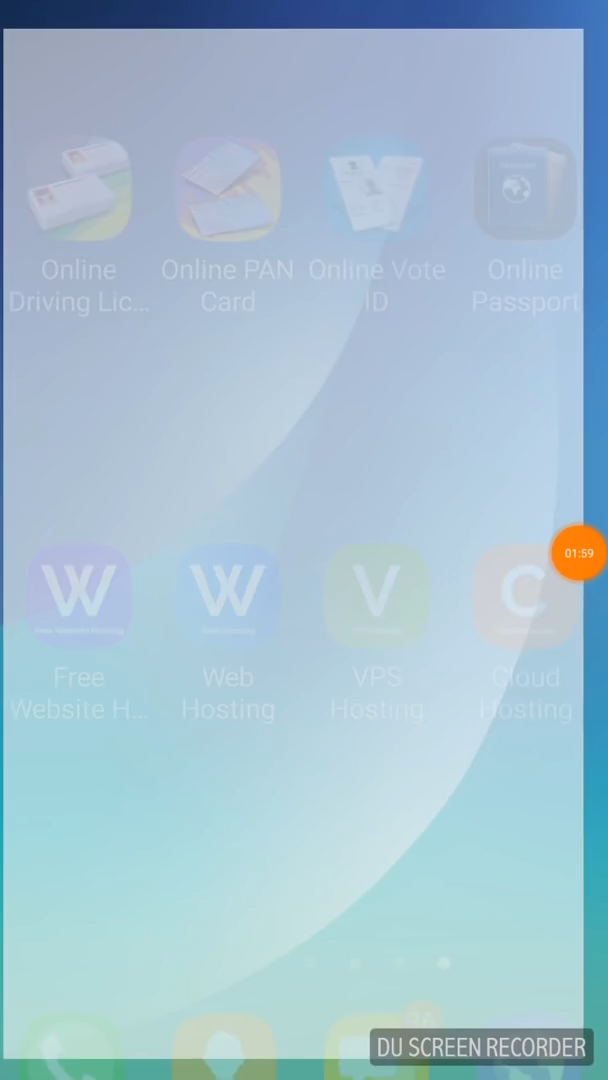 Online
Driving Lic...
Online PAN
Card
Online Vote
ID
Online
Passport
01:59
W
W
V
C
Free
Website H...
Web
Hosting
VPS
Hosting
Cloud
Hosting
DU SCREEN RECORDER